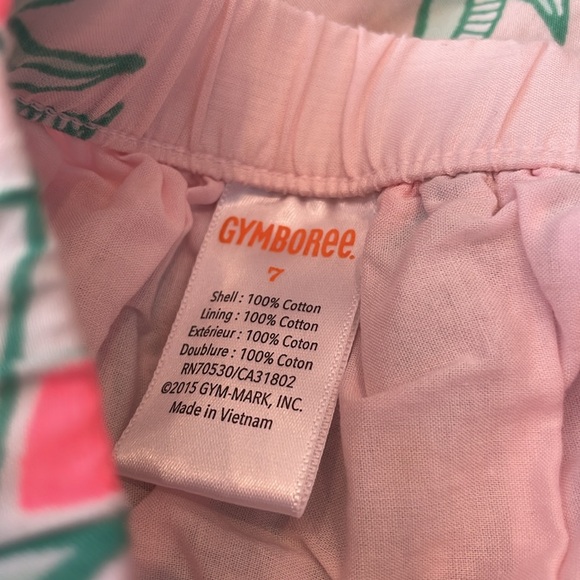 GYMBOREE.
7
Shell : 100% Cotton
Lining : 100% Cotton
Extérieur : 100% Coton
Doublure : 100% Coton
RN70530/CA31802
©2015 GYM-MARK, INC.
Made in Vietnam